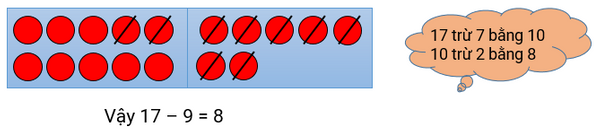 17 trừ 7 bằng 10
10 trừ 2 bằng 8
Vậy 17 – 9 = 8